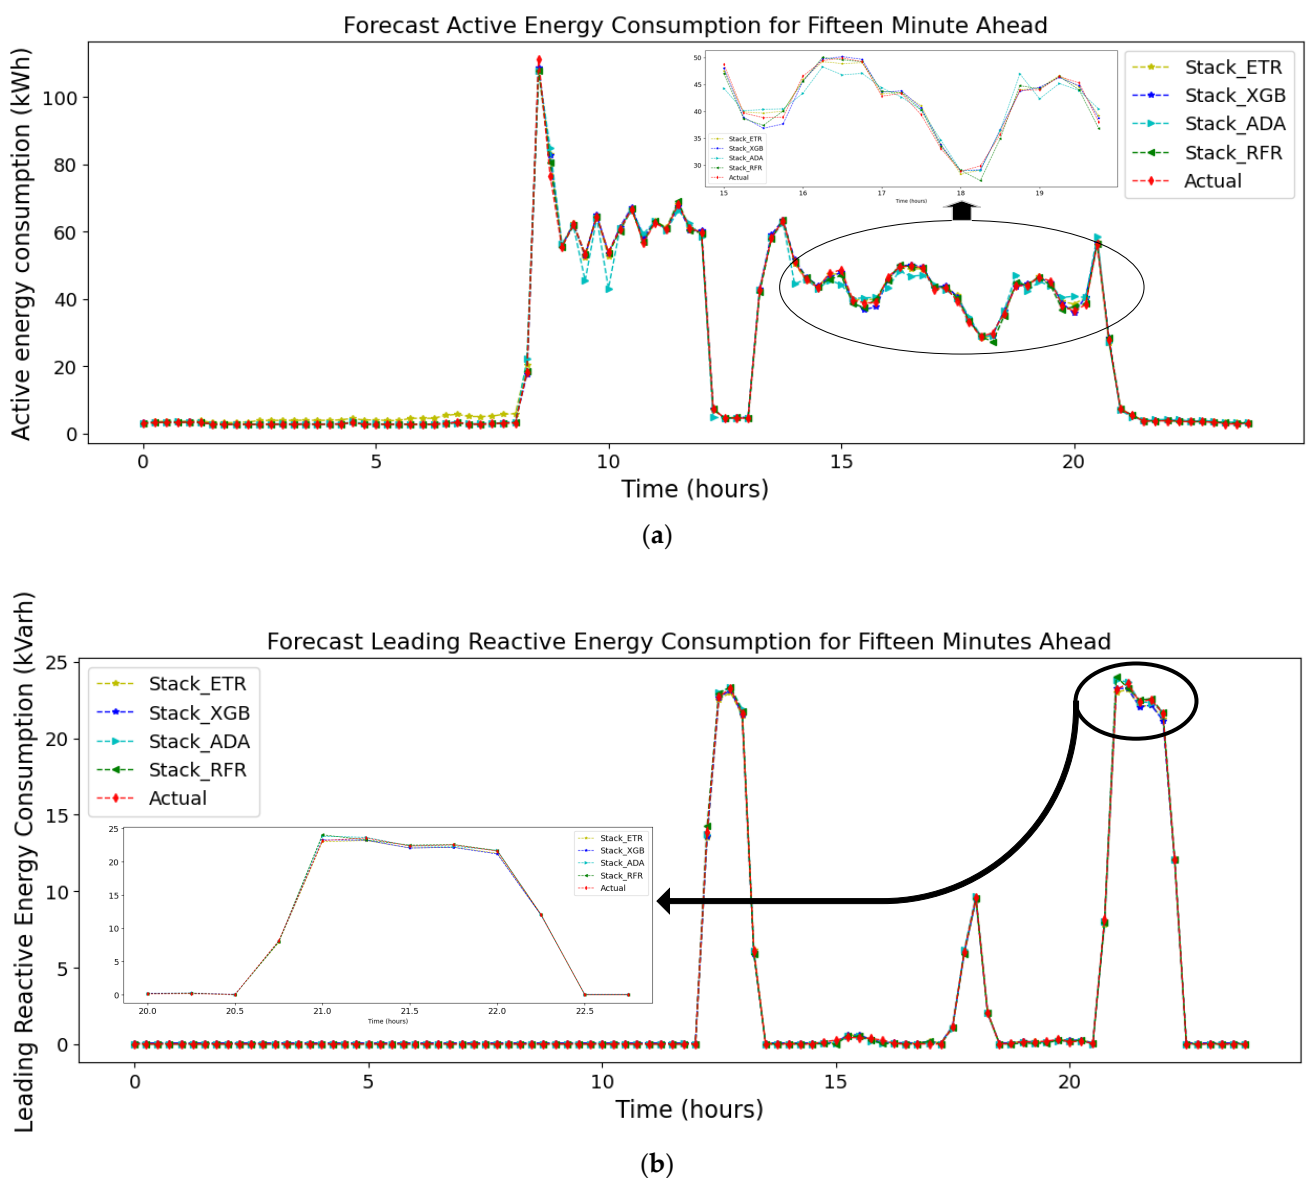 Forecast Active Energy Consumption for Fifteen Minute Ahead
Active energy consumption (kWh)
100
80
60
40
20
0
0 5 10 15 20
Time (hours)
50
45
40
35
30
15 16 17 18 19
Time (hours)
Stack_ETR
Stack_XGB
Stack_ADA
Stack_RFR
Actual
Stack_ETR
Stack_XGB
Stack_ADA
Stack_RFR
Actual
(a)
Forecast Leading Reactive Energy Consumption for Fifteen Minutes Ahead
Leading Reactive Energy Consumption (kVarh)
25
20
15
10
5
0
0 5 10 15 20
Time (hours)
Stack_ETR
Stack_XGB
Stack_ADA
Stack_RFR
Actual
25
20
15
10
5
0
20.0 20.5 21.0 21.5 22.0 22.5
Time (hours)
Stack_ETR
Stack_XGB
Stack_ADA
Stack_RFR
Actual
(b)